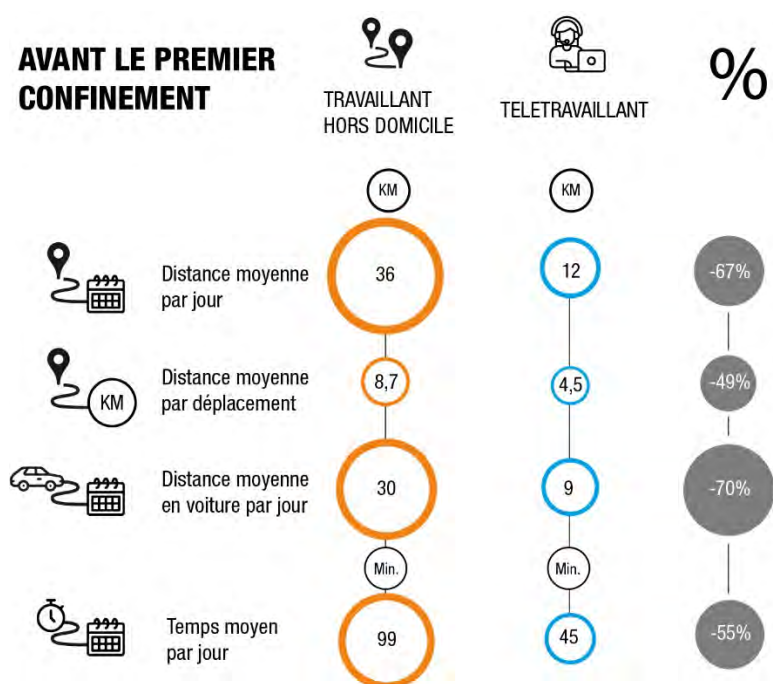 AVANT LE PREMIER
CONFINEMENT
TRAVAILLANT
HORS DOMICILE
TELETRAVAILLANT
%
KM
KM
Distance moyenne
par jour
36
12
-67%
KM
Distance moyenne
par déplacement
8,7
4,5
-49%
Distance moyenne
en voiture par jour
30
9
-70%
Min.
Min.
Temps moyen
par jour
99
45
-55%